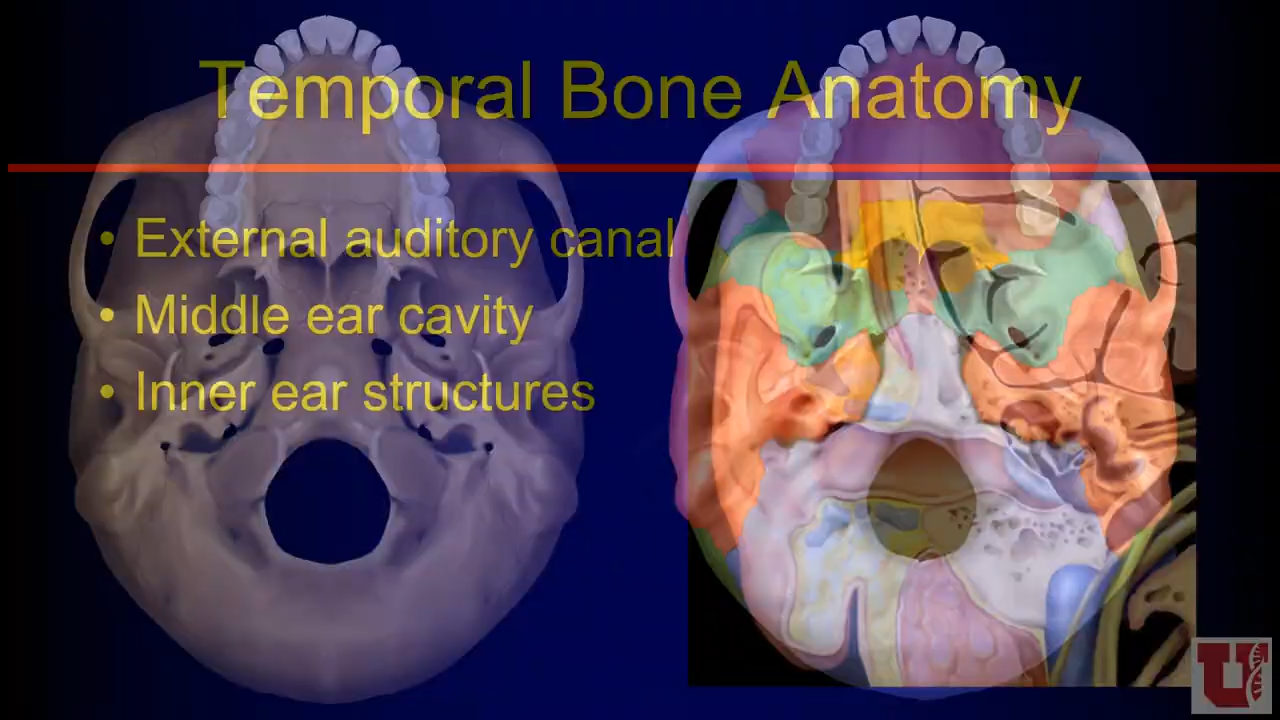 Temporal Bone Anatomy
• External auditory canal
• Middle ear cavity
• Inner ear structures
U